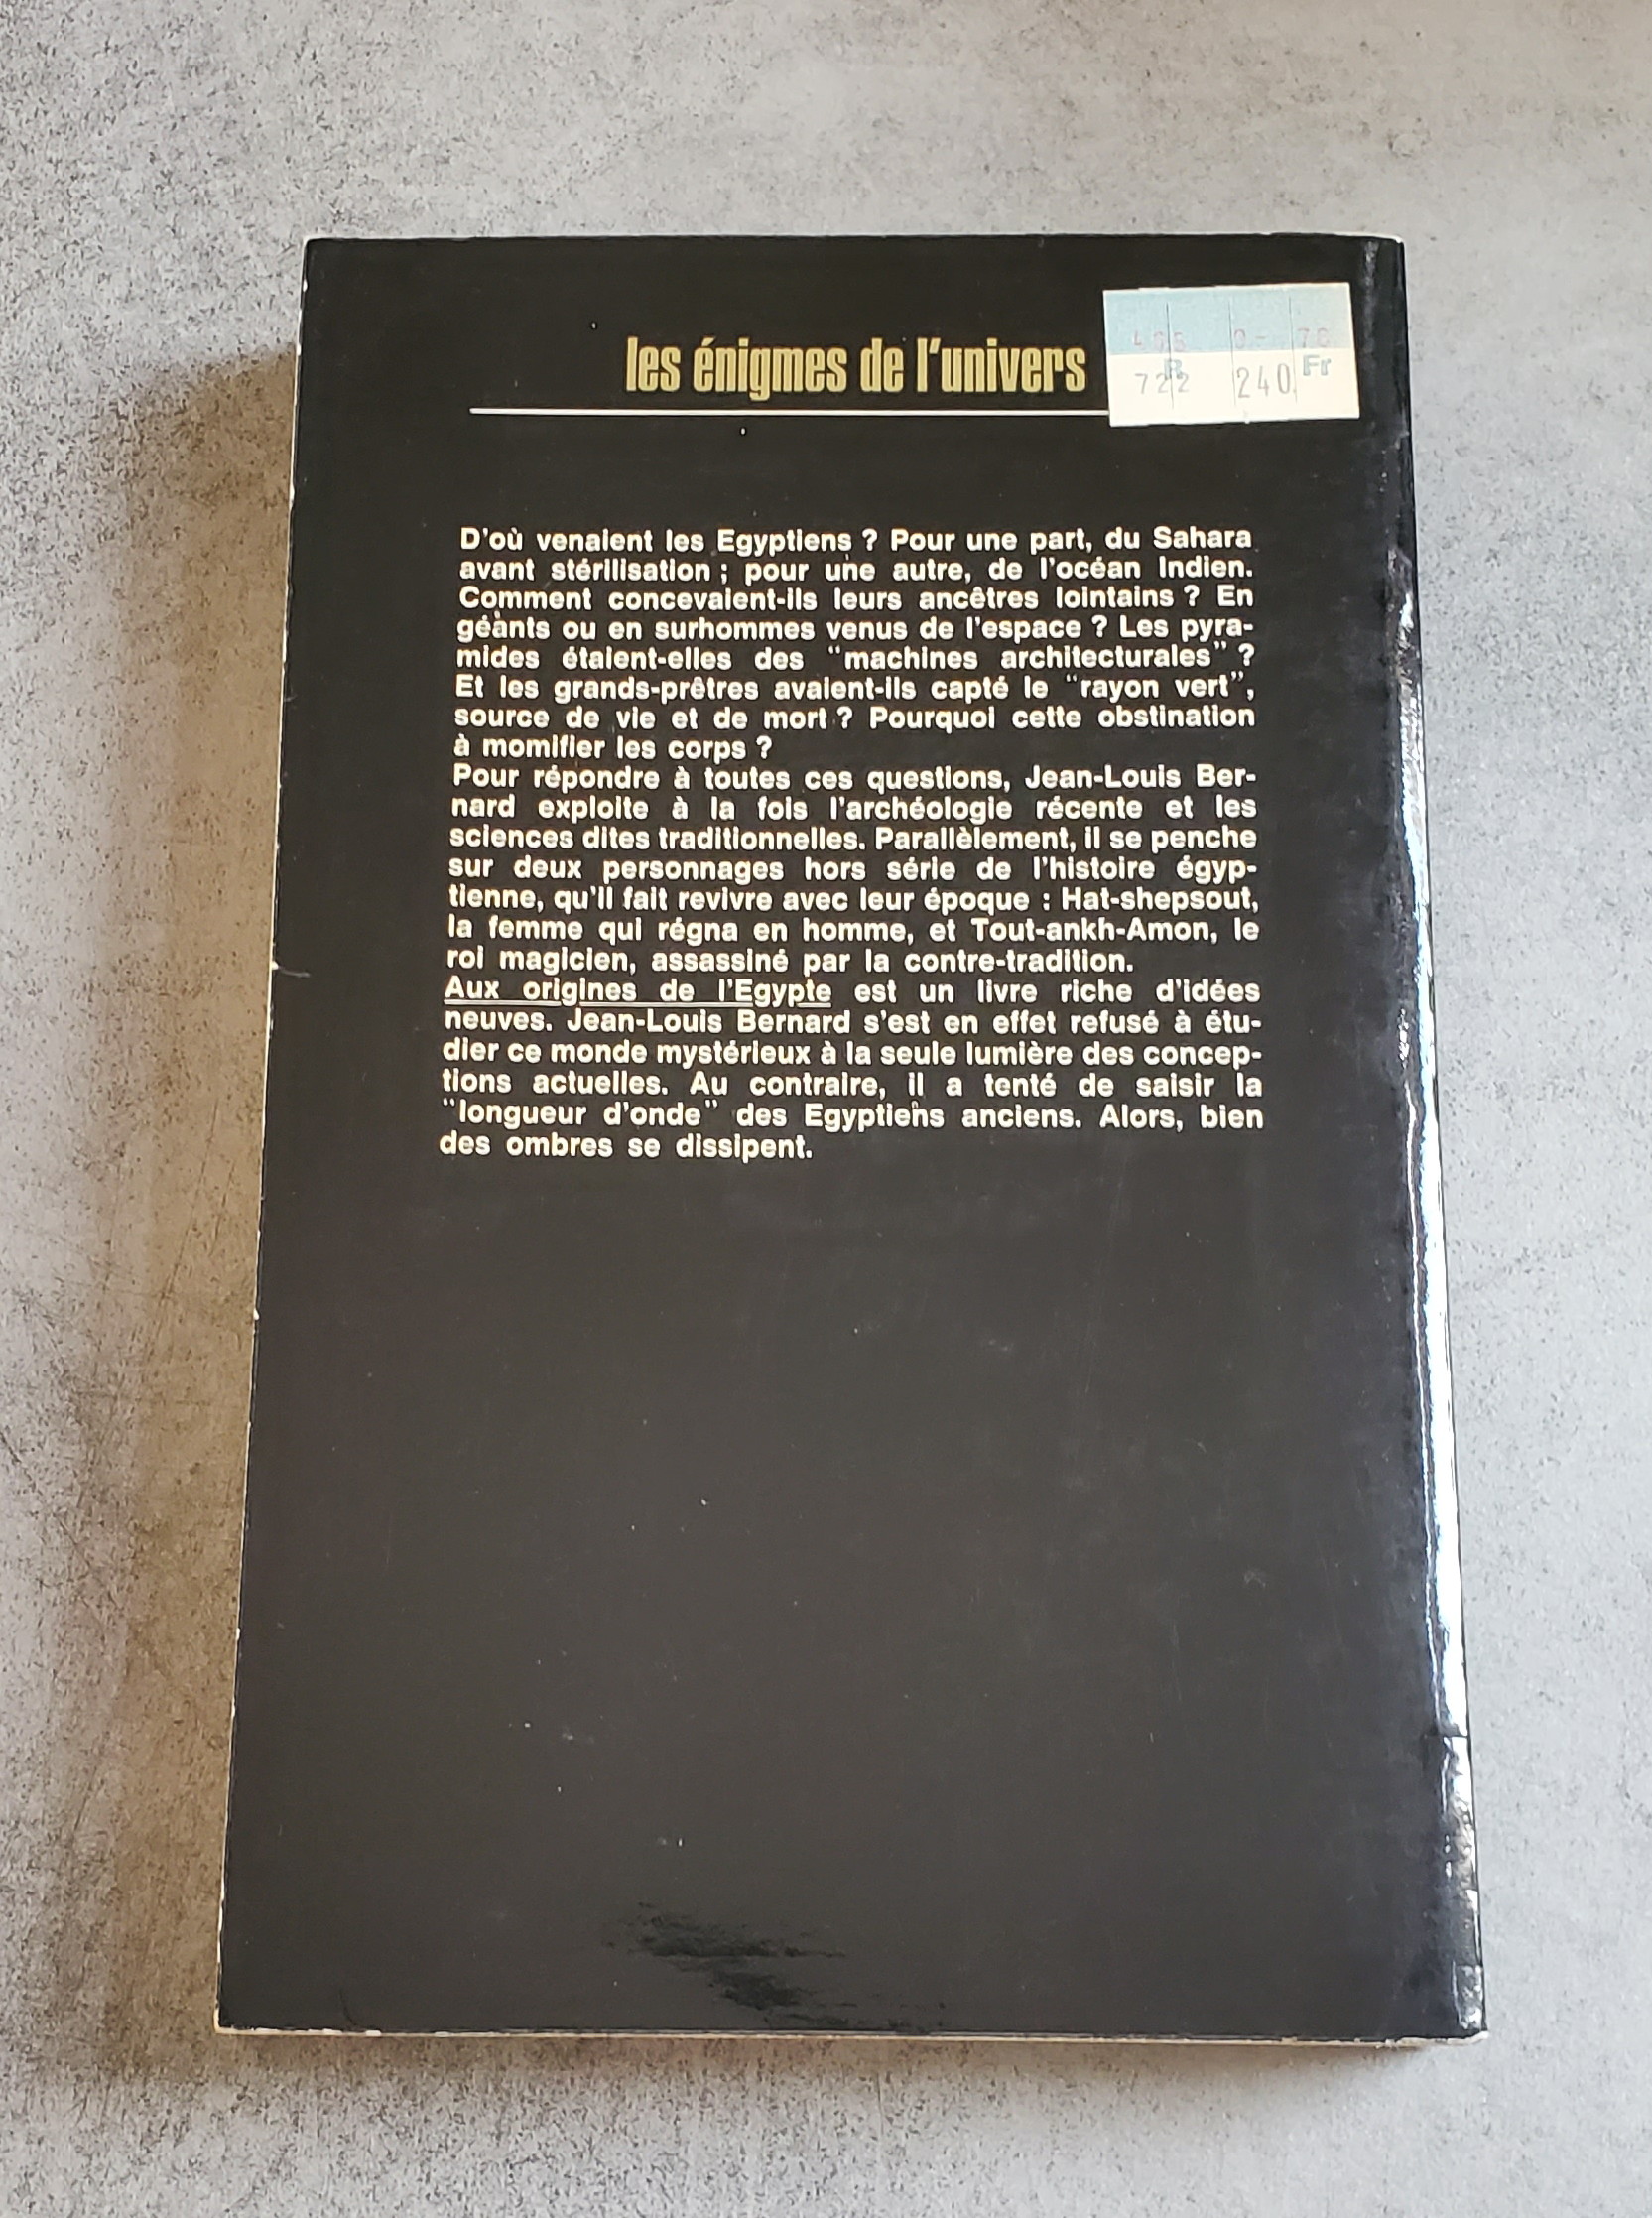 les énigmes de l'univers
722 240 Fr
D'où venaient les Egyptiens ? Pour une part, du Sahara
avant stérilisation ; pour une autre, de l'océan Indien.
Comment concevaient-ils leurs ancêtres lointains ? En
géants ou en surhommes venus de l'espace ? Les pyra-
mides étaient-elles des "machines architecturales" ?
Et les grands-prêtres avaient-ils capté le "rayon vert",
source de vie et de mort ? Pourquoi cette obstination
à momifier les corps ?
Pour répondre à toutes ces questions, Jean-Louis Ber-
nard exploite à la fois l'archéologie récente et les
sciences dites traditionnelles. Parallèlement, il se penche
sur deux personnages hors série de l'histoire égyp-
tienne, qu'il fait revivre avec leur époque : Hat-shepsout,
la femme qui régna en homme, et Tout-ankh-Amon, le
roi magicien, assassiné par la contre-tradition.
Aux origines de l'Egypte est un livre riche d'idées
neuves. Jean-Louis Bernard s'est en effet refusé à étu-
dier ce monde mystérieux à la seule lumière des concep-
tions actuelles. Au contraire, il a tenté de saisir la
"longueur d'onde" des Egyptiens anciens. Alors, bien
des ombres se dissipent.